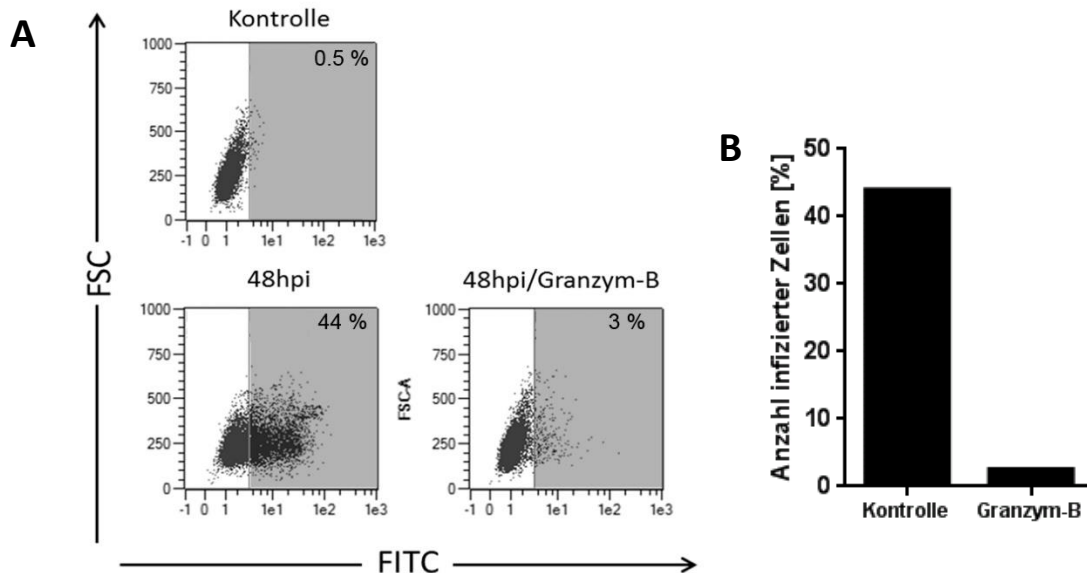 A
Kontrolle
0.5 %
1000
750
500
250
0
-1 0 1 1e1 1e2 1e3
FSC
48hpi
44 %
1000
750
500
250
0
-1 0 1 1e1 1e2 1e3
48hpi/Granzym-B
3 %
FSC-A
1000
750
500
250
0
-1 0 1 1e1 1e2 1e3
FITC
B
Anzahl infizierter Zellen [%]
50
40
30
20
10
0
Kontrolle Granzym-B